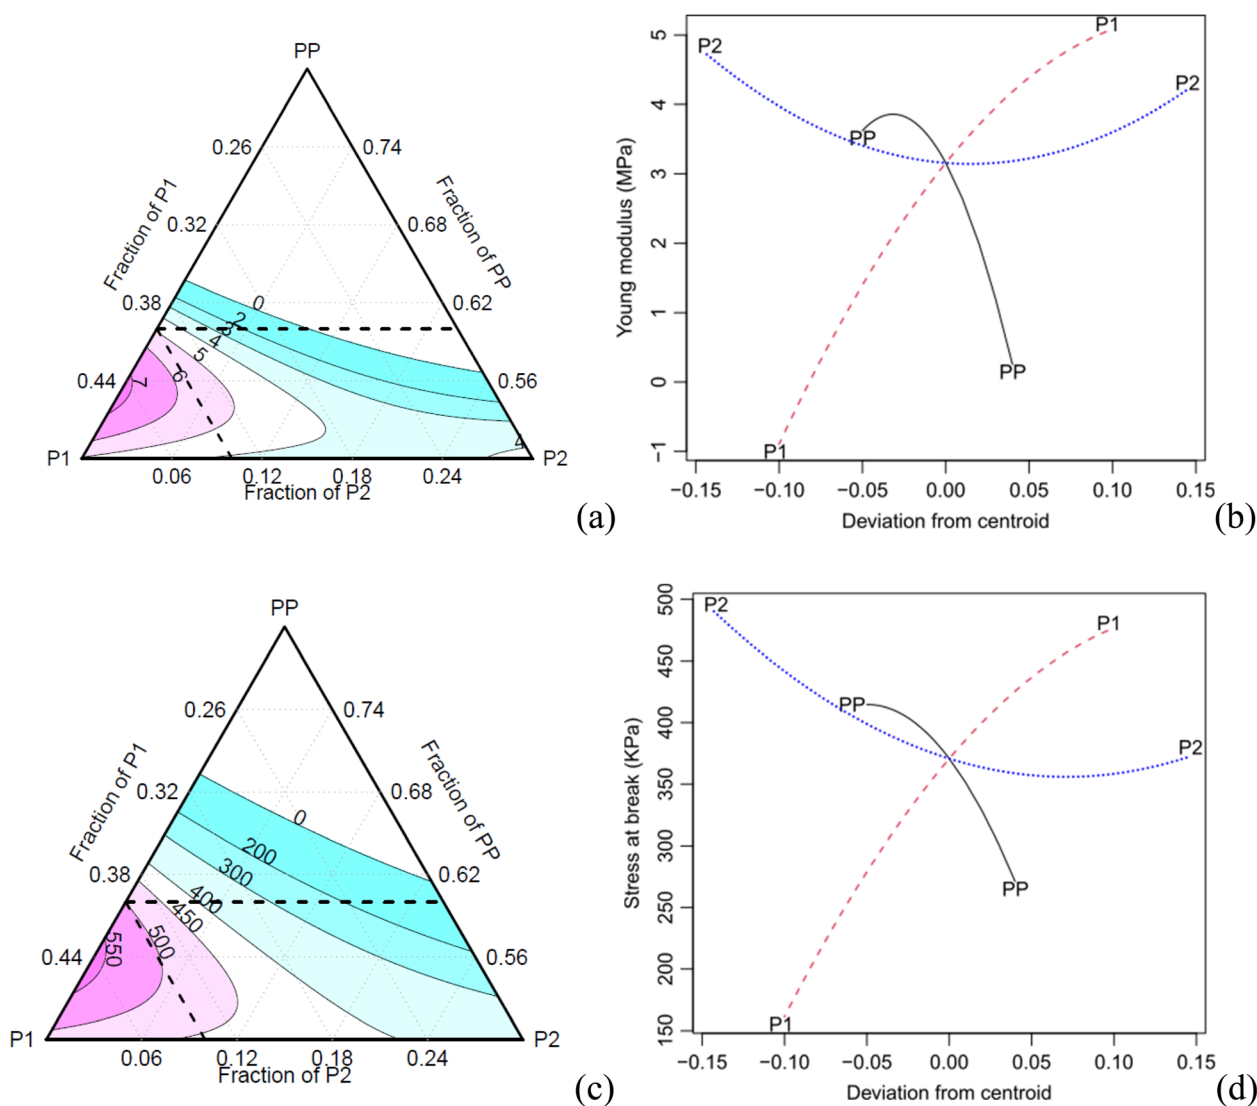 PP
0.26
0.74
Fraction of P1
Fraction of PP
0.32
0.68
0.38
0
0.62
2
3
4
5
6
0.44
7
0.56
4
P1
P2
0.06
0.12
0.18
0.24
Fraction of P2
(a)
P1
5
P2
P2
4
PP
3
2
1
PP
0
P1
−1
Young modulus (MPa)
−0.15
−0.10
−0.05
0.00
0.05
0.10
0.15
Deviation from centroid
(b)
PP
0.26
0.74
Fraction of P1
Fraction of PP
0.32
0.68
0
200
300
0.38
0.62
400
450
500
550
0.44
0.56
P1
P2
0.06
0.12
0.18
0.24
Fraction of P2
(c)
500
P2
P1
450
PP
P2
400
350
300
PP
250
200
P1
150
Stress at break (KPa)
−0.15
−0.10
−0.05
0.00
0.05
0.10
0.15
Deviation from centroid
(d)